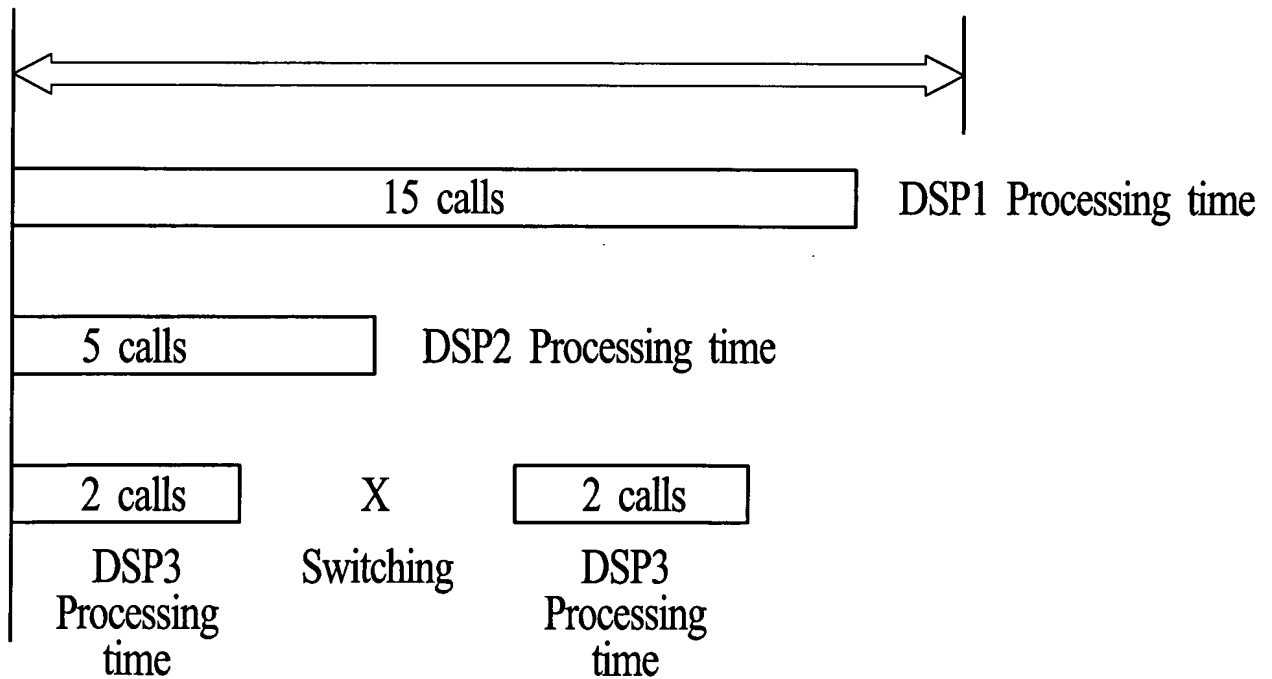 15 calls
DSP1 Processing time
5 calls
DSP2 Processing time
2 calls
X
2 calls
DSP3
Processing
time
Switching
DSP3
Processing
time